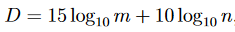 D = 15 log₁₀ m + 10 log₁₀ n.